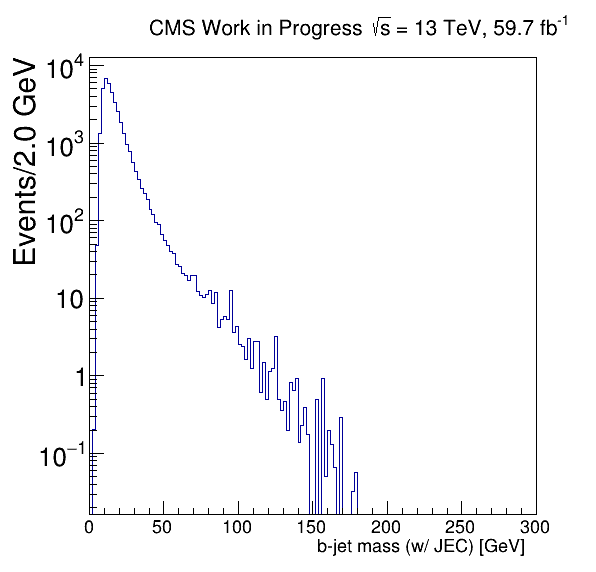 CMS Work in Progress √s = 13 TeV, 59.7 fb⁻¹
Events/2.0 GeV
10⁴
10³
10²
10
1
10⁻¹
0 50 100 150 200 250 300
b-jet mass (w/ JEC) [GeV]